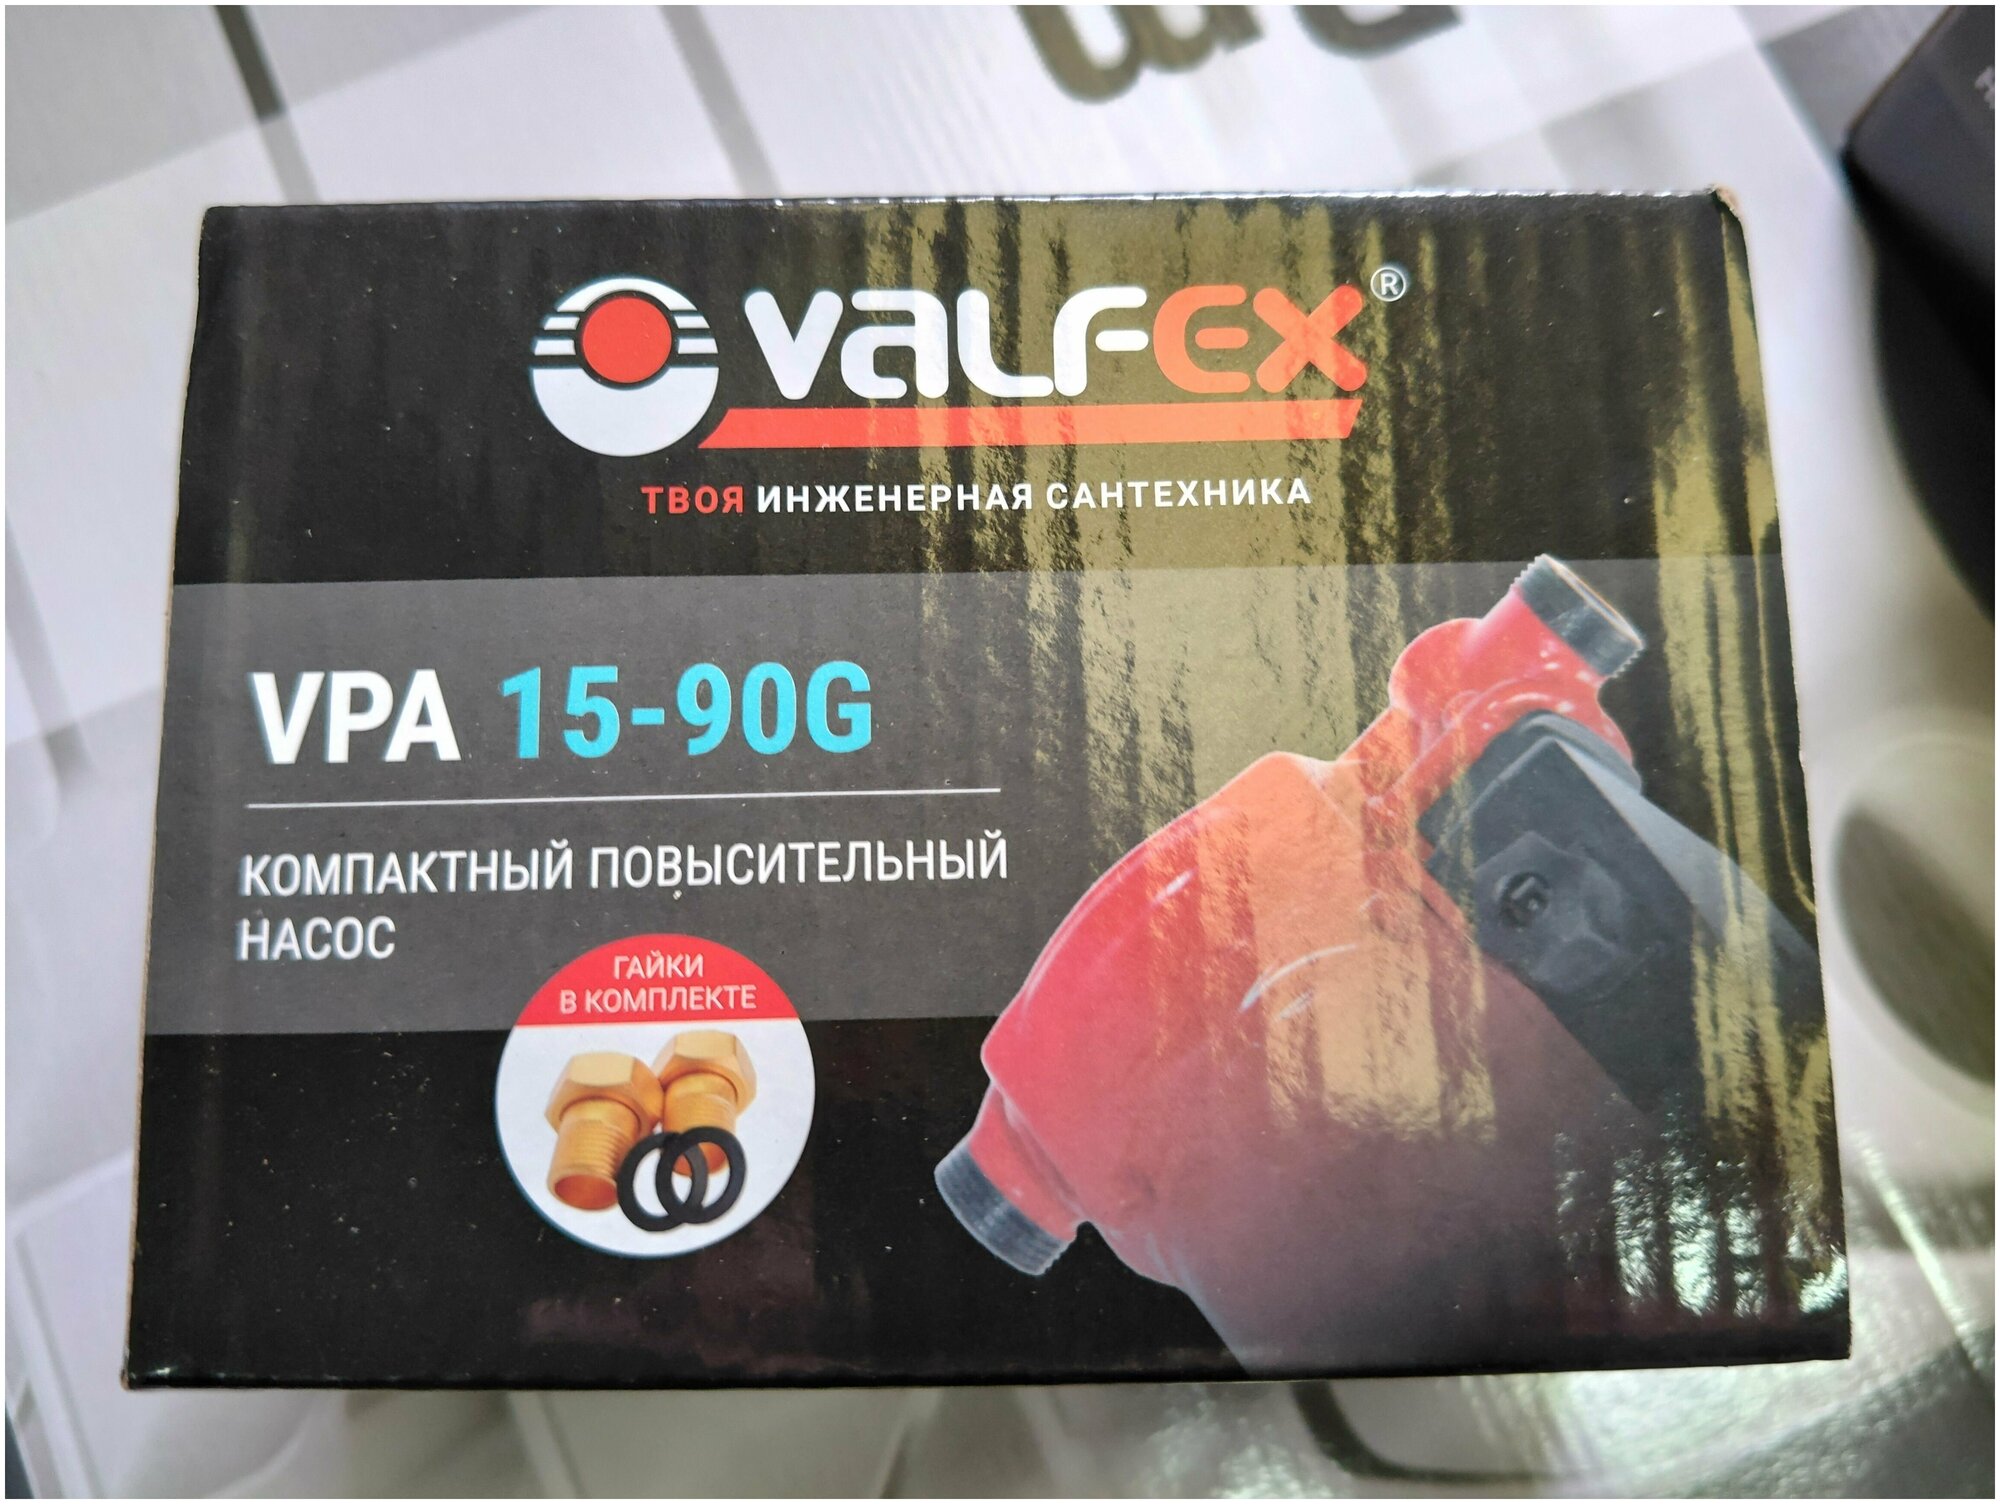 VALFEX®
ТВОЯ ИНЖЕНЕРНАЯ САНТЕХНИКА
VPA 15-90G
КОМПАКТНЫЙ ПОВЫСИТЕЛЬНЫЙ
НАСОС
ГАЙКИ
В КОМПЛЕКТЕ